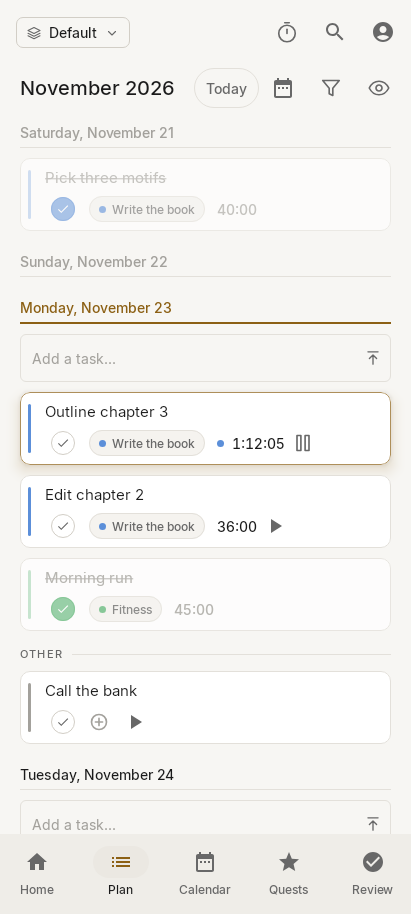 Default
November 2026
Today
Saturday, November 21
Pick three motifs
Write the book
40:00
Sunday, November 22
Monday, November 23
Add a task...
Outline chapter 3
Write the book
1:12:05
Edit chapter 2
Write the book
36:00
Morning run
Fitness
45:00
OTHER
Call the bank
Tuesday, November 24
Add a task...
Home
Plan
Calendar
Quests
Review